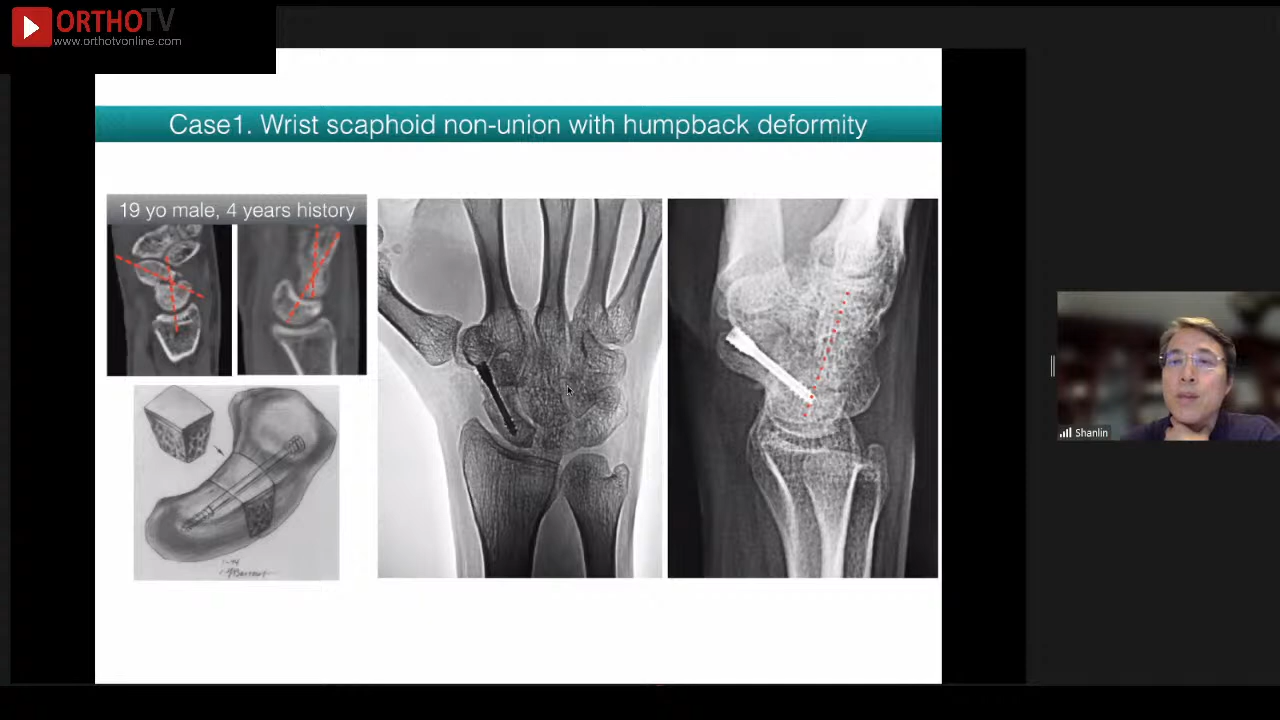 ORTHOTV
www.orthotvonline.com
Case1. Wrist scaphoid non-union with humpback deformity
19 yo male, 4 years history
Shanlin